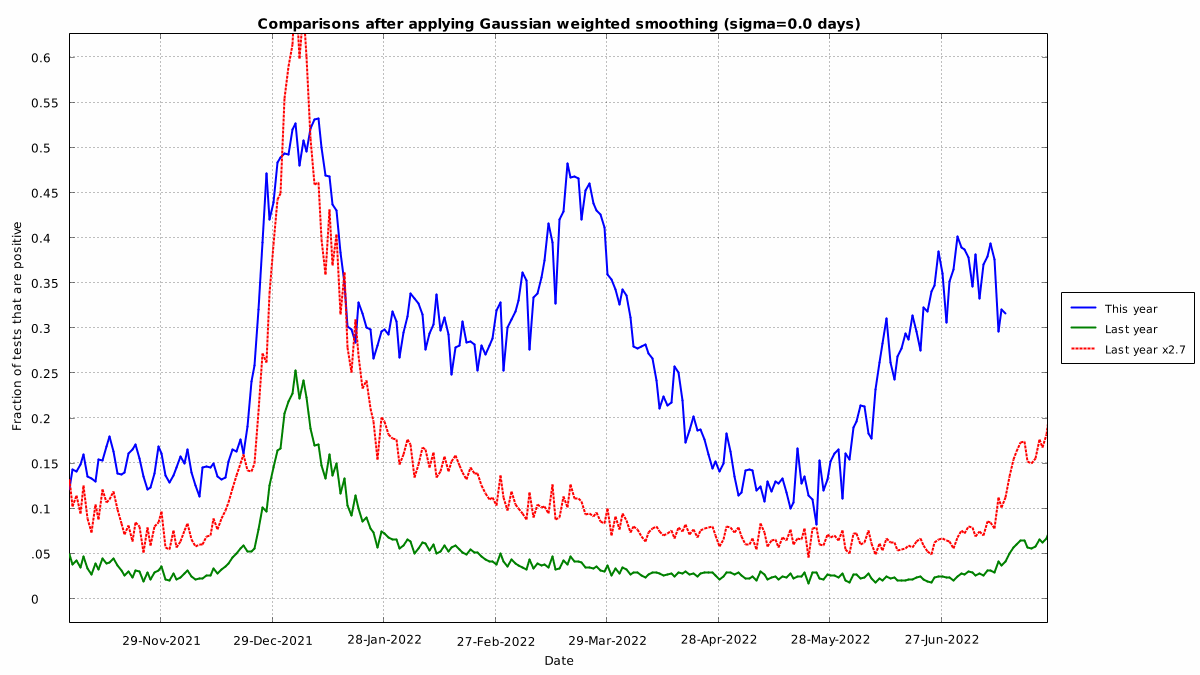 Comparisons after applying Gaussian weighted smoothing (sigma=0.0 days)
Fraction of tests that are positive
0.6
0.55
0.5
0.45
0.4
0.35
0.3
0.25
0.2
0.15
0.1
.05
0
29-Nov-2021 29-Dec-2021 28-Jan-2022 27-Feb-2022 29-Mar-2022 28-Apr-2022 28-May-2022 27-Jun-2022
Date
This year
Last year
Last year x2.7